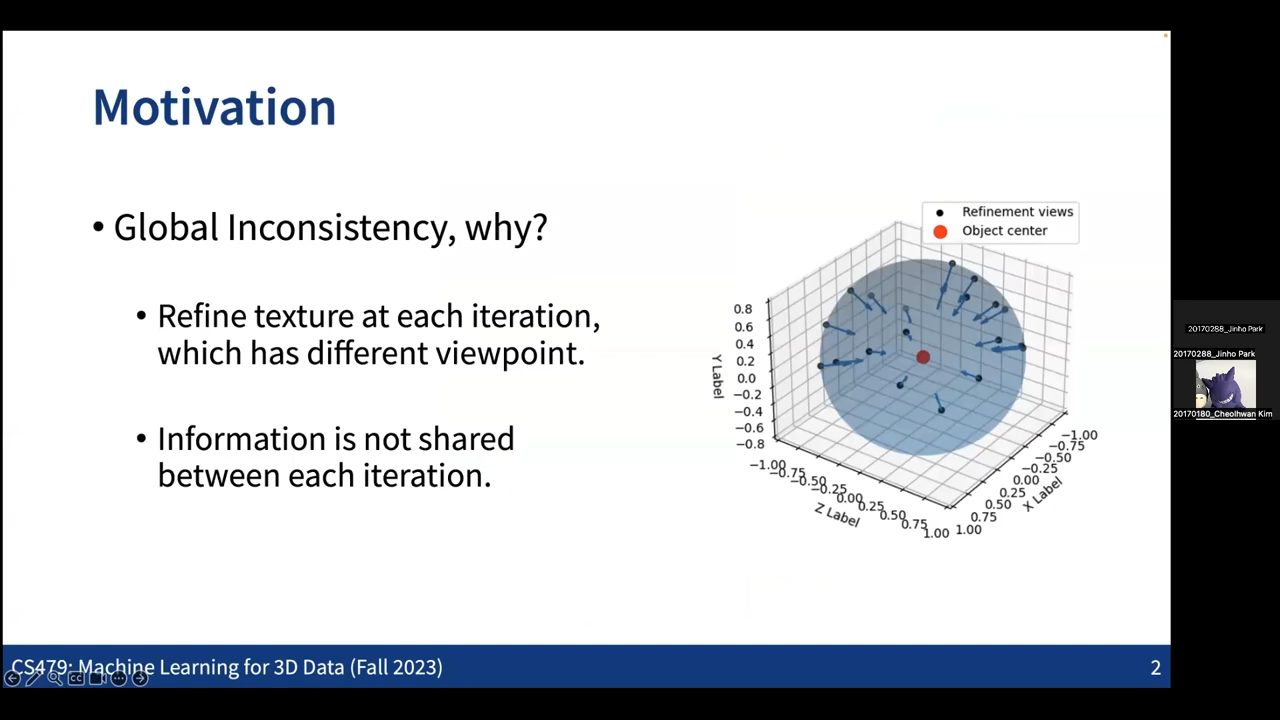 Motivation
• Global Inconsistency, why?
• Refine texture at each iteration,
which has different viewpoint.
• Information is not shared
between each iteration.
Refinement views
Object center
0.8
0.6
0.4
0.2
0.0
−0.2
−0.4
−0.6
−0.8
Y Label
−1.00
−0.75
−0.50
−0.25
0.00
0.25
0.50
0.75
1.00
Z Label
−1.00
−0.75
−0.50
−0.25
0.00
0.25
0.50
0.75
1.00
X Label
20170288_Jinho Park
20170288_Jinho Park
20170180_Cheolhwan Kim
CS479: Machine Learning for 3D Data (Fall 2023)
2